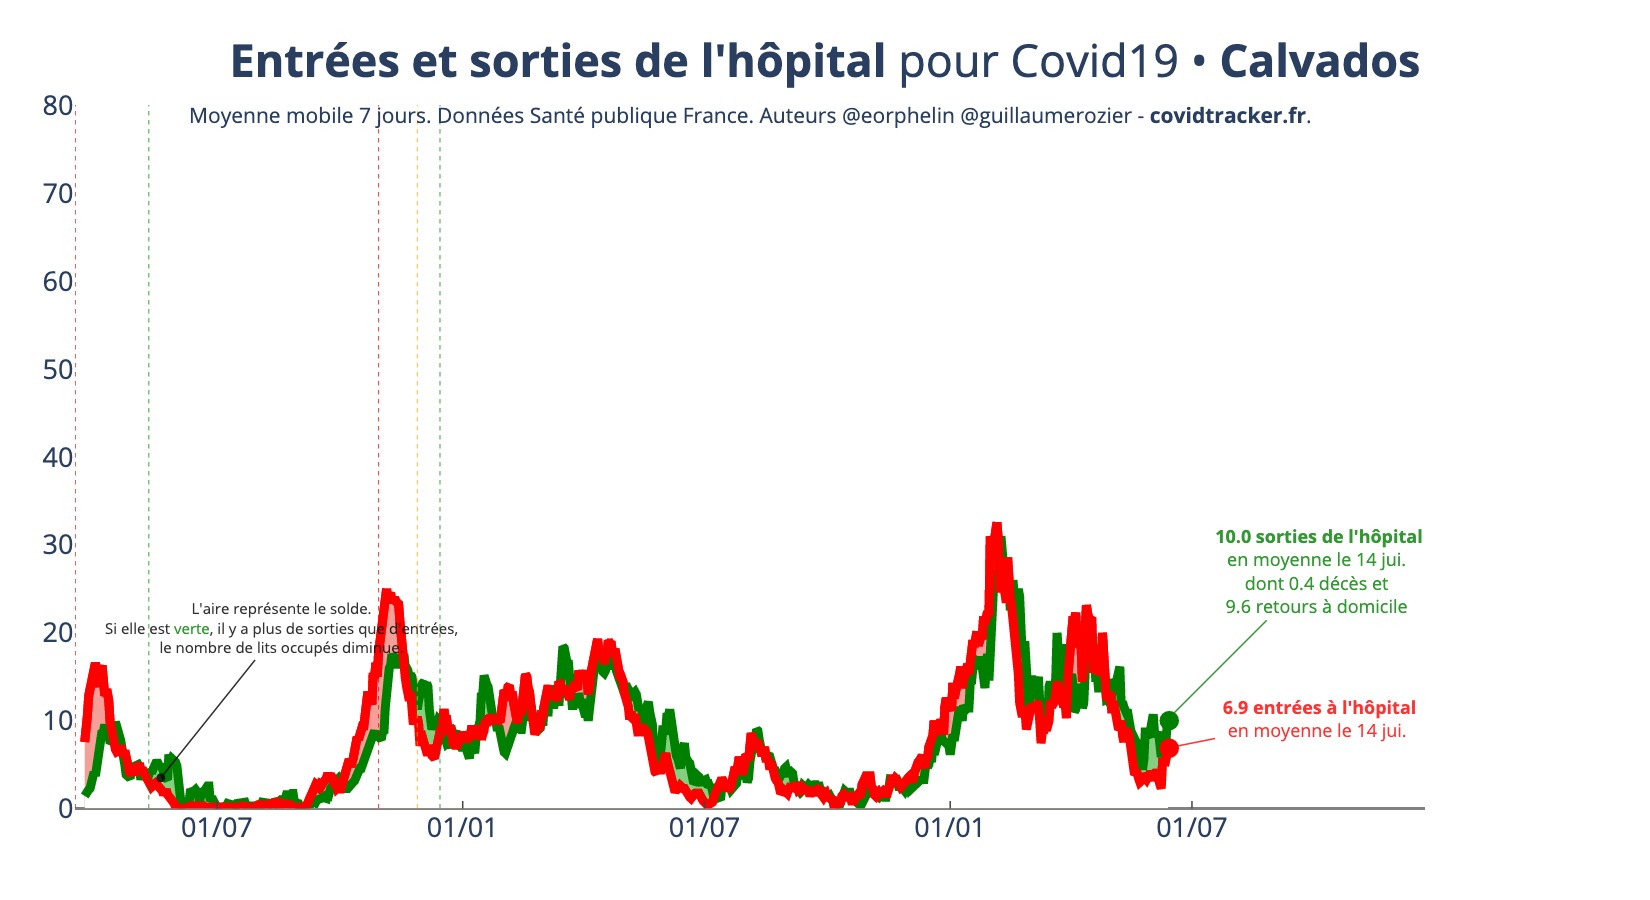 Entrées et sorties de l'hôpital pour Covid19 • Calvados
Moyenne mobile 7 jours. Données Santé publique France. Auteurs @eorphelin @guillaumerozier - covidtracker.fr.
80
70
60
50
40
30
20
10
0
L'aire représente le solde.
Si elle est verte, il y a plus de sorties que d'entrées,
le nombre de lits occupés diminue.
10.0 sorties de l'hôpital
en moyenne le 14 jui.
dont 0.4 décès et
9.6 retours à domicile
6.9 entrées à l'hôpital
en moyenne le 14 jui.
01/07 01/01 01/07 01/01 01/07